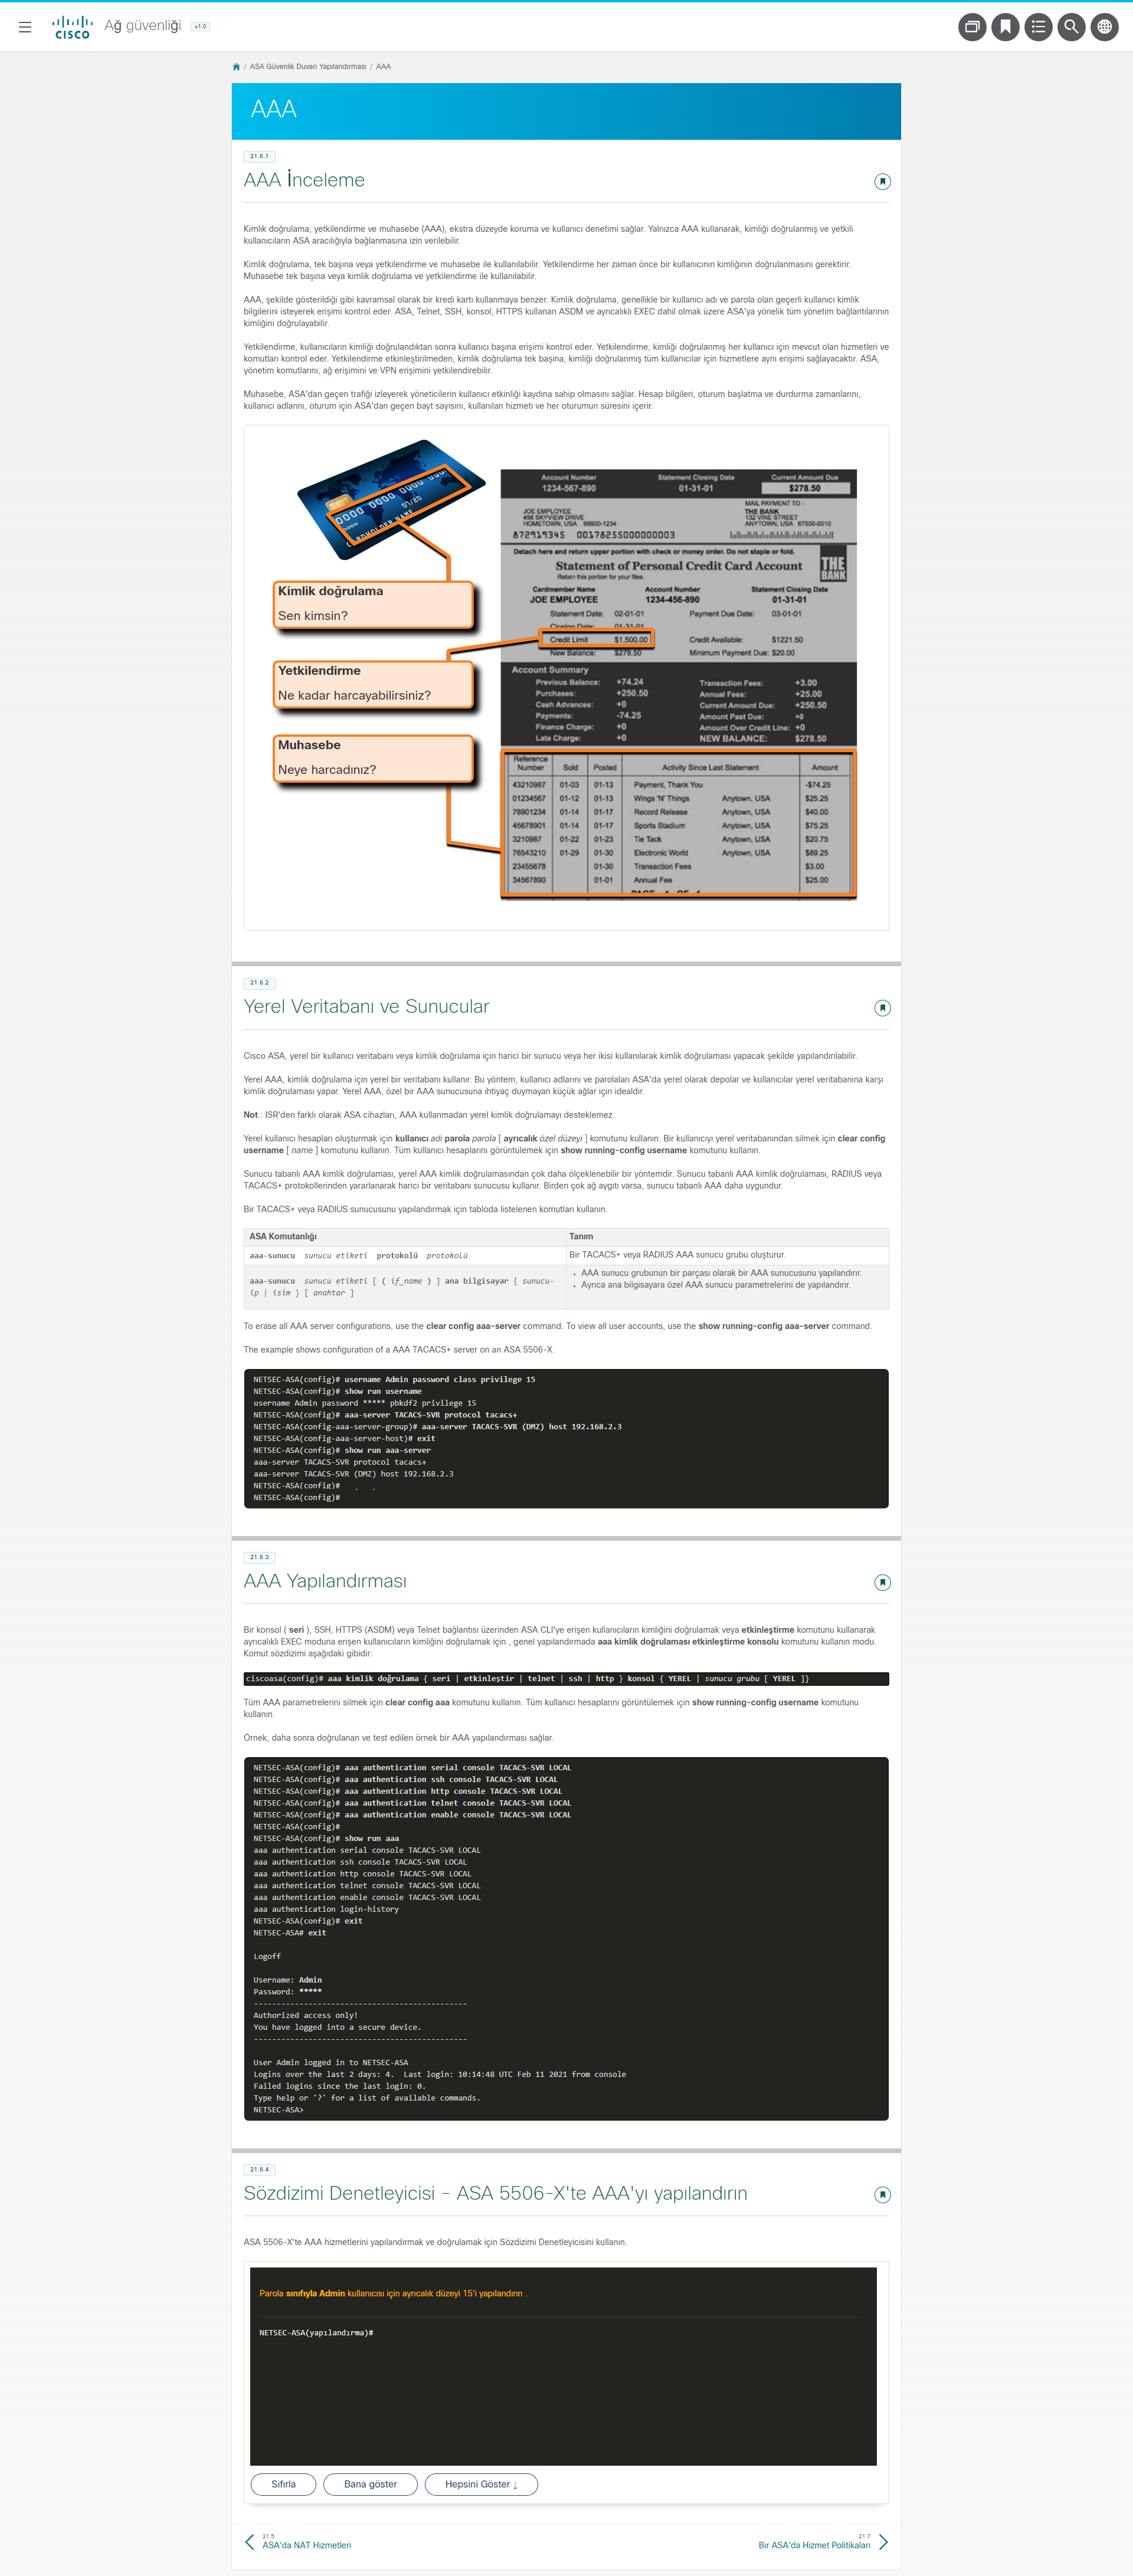 CISCO
Ağ güvenliği v1.0
/ ASA Güvenlik Duvarı Yapılandırması / AAA
AAA
21.6.1
AAA İnceleme
Kimlik doğrulama, yetkilendirme ve muhasebe (AAA), ekstra düzeyde koruma ve kullanıcı denetimi sağlar. Yalnızca AAA kullanarak, kimliği doğrulanmış ve yetkili
kullanıcıların ASA aracılığıyla bağlanmasına izin verilebilir.
Kimlik doğrulama, tek başına veya yetkilendirme ve muhasebe ile kullanılabilir. Yetkilendirme her zaman önce bir kullanıcının kimliğinin doğrulanmasını gerektirir.
Muhasebe tek başına veya kimlik doğrulama ve yetkilendirme ile kullanılabilir.
AAA, şekilde gösterildiği gibi kavramsal olarak bir kredi kartı kullanmaya benzer. Kimlik doğrulama, genellikle bir kullanıcı adı ve parola olan geçerli kullanıcı kimlik
bilgilerini isteyerek erişimi kontrol eder. ASA, Telnet, SSH, konsol, HTTPS kullanan ASDM ve ayrıcalıklı EXEC dahil olmak üzere ASA'ya yönelik tüm yönetim bağlantılarının
kimliğini doğrulayabilir.
Yetkilendirme, kullanıcıların kimliği doğrulandıktan sonra kullanıcı başına erişimi kontrol eder. Yetkilendirme, kimliği doğrulanmış her kullanıcı için mevcut olan hizmetleri ve
komutları kontrol eder. Yetkilendirme etkinleştirilmeden, kimlik doğrulama tek başına, kimliği doğrulanmış tüm kullanıcılar için hizmetlere aynı erişimi sağlayacaktır. ASA,
yönetim komutlarını, ağ erişimini ve VPN erişimini yetkilendirebilir.
Muhasebe, ASA'dan geçen trafiği izleyerek yöneticilerin kullanıcı etkinliği kaydına sahip olmasını sağlar. Hesap bilgileri, oturum başlatma ve durdurma zamanlarını,
kullanıcı adlarını, oturum için ASA'dan geçen bayt sayısını, kullanılan hizmeti ve her oturumun süresini içerir.
0000 0000 0000 000
0000 07/20
CARDHOLDER NAME
Kimlik doğrulama
Sen kimsin?
Yetkilendirme
Ne kadar harcayabilirsiniz?
Muhasebe
Neye harcadınız?
Account Number Statement Closing Date Current Amount Due
1234-567-890 01-31-01 $278.50
JOE EMPLOYEE
456 SKYVIEW DRIVE
HOMETOWN, USA 99900-1234
MAIL PAYMENT TO :
THE BANK
132 VINE STREET
ANYTOWN, USA 67500-0010
872919345 001782550000000003
Detach here and return upper portion with check or money order. Do not staple or fold.
Statement of Personal Credit Card Account
Retain this portion for your files.
THE BANK
Cardmember Name Account Number Statement Closing Date
JOE EMPLOYEE 1234-456-890 01-31-01
Statement Date: 02-01-01 Payment Due Date: 03-01-01
Closing Date: 01-31-01
Credit Limit $1,500.00 Credit Available: $1221.50
New Balance: $278.50 Minimum Payment Due: $20.00
Account Summary
Previous Balance: +74.24 Transaction Fees: +3.00
Purchases: +250.50 Annual Fees: +25.00
Cash Advances: +0 Current Amount Due: +250.50
Payments: -74.25 Amount Past Due: +0
Finance Charge: +0 Amount Over Credit Line: +0
Late Charge: +0 NEW BALANCE: $278.50
Reference Number Sold Posted Activity Since Last Statement Amount
43210987 01-03 01-13 Payment, Thank You -$74.25
01234567 01-12 01-13 Wings 'N' Things Anytown, USA $25.25
78901234 01-14 01-17 Record Release Anytown, USA $40.00
45678901 01-14 01-17 Sports Stadium Anytown, USA $75.25
3210987 01-22 01-23 Tie Tack Anytown, USA $20.75
76543210 01-29 01-30 Electronic World Anytown, USA $89.25
23455678 01-30 Transaction Fees $3.00
34567890 01-01 Annual Fee $25.00
PAGE 1 OF 1
21.6.2
Yerel Veritabanı ve Sunucular
Cisco ASA, yerel bir kullanıcı veritabanı veya kimlik doğrulama için harici bir sunucu veya her ikisi kullanılarak kimlik doğrulaması yapacak şekilde yapılandırılabilir.
Yerel AAA, kimlik doğrulama için yerel bir veritabanı kullanır. Bu yöntem, kullanıcı adlarını ve parolaları ASA'da yerel olarak depolar ve kullanıcılar yerel veritabanına karşı
kimlik doğrulaması yapar. Yerel AAA, özel bir AAA sunucusuna ihtiyaç duymayan küçük ağlar için idealdir.
Not : ISR'den farklı olarak ASA cihazları, AAA kullanmadan yerel kimlik doğrulamayı desteklemez.
Yerel kullanıcı hesapları oluşturmak için kullanıcı adı parola parola [ ayrıcalık özel düzeyi ] komutunu kullanın. Bir kullanıcıyı yerel veritabanından silmek için clear config
username [ name ] komutunu kullanın. Tüm kullanıcı hesaplarını görüntülemek için show running-config username komutunu kullanın.
Sunucu tabanlı AAA kimlik doğrulaması, yerel AAA kimlik doğrulamasından çok daha ölçeklenebilir bir yöntemdir. Sunucu tabanlı AAA kimlik doğrulaması, RADIUS veya
TACACS+ protokollerinden yararlanarak harici bir veritabanı sunucusu kullanır. Birden çok ağ aygıtı varsa, sunucu tabanlı AAA daha uygundur.
Bir TACACS+ veya RADIUS sunucusunu yapılandırmak için tabloda listelenen komutları kullanın.
ASA Komutanlığı Tanım
aaa-sunucu sunucu etiketi protokolü protokolü Bir TACACS+ veya RADIUS AAA sunucu grubu oluşturur.
aaa-sunucu sunucu etiketi [ ( if_name ) ] ana bilgisayar { sunucu-
ip | isim } [ anahtar ]
• AAA sunucu grubunun bir parçası olarak bir AAA sunucusunu yapılandırır.
• Ayrıca ana bilgisayara özel AAA sunucu parametrelerini de yapılandırır.
To erase all AAA server configurations, use the clear config aaa-server command. To view all user accounts, use the show running-config aaa-server command.
The example shows configuration of a AAA TACACS+ server on an ASA 5506-X.
NETSEC-ASA(config)# username Admin password class privilege 15
NETSEC-ASA(config)# show run username
username Admin password ***** pbkdf2 privilege 15
NETSEC-ASA(config)# aaa-server TACACS-SVR protocol tacacs+
NETSEC-ASA(config-aaa-server-group)# aaa-server TACACS-SVR (DMZ) host 192.168.2.3
NETSEC-ASA(config-aaa-server-host)# exit
NETSEC-ASA(config)# show run aaa-server
aaa-server TACACS-SVR protocol tacacs+
aaa-server TACACS-SVR (DMZ) host 192.168.2.3
NETSEC-ASA(config)#
NETSEC-ASA(config)#
21.6.3
AAA Yapılandırması
Bir konsol ( seri ), SSH, HTTPS (ASDM) veya Telnet bağlantısı üzerinden ASA CLI'ye erişen kullanıcıların kimliğini doğrulamak veya etkinleştirme komutunu kullanarak
ayrıcalıklı EXEC moduna erişen kullanıcıların kimliğini doğrulamak için , genel yapılandırmada aaa kimlik doğrulaması etkinleştirme konsolu komutunu kullanın modu.
Komut sözdizimi aşağıdaki gibidir:
ciscoasa(config)# aaa kimlik doğrulama { seri | etkinleştir | telnet | ssh | http } konsol { YEREL | sunucu grubu [ YEREL ]}
Tüm AAA parametrelerini silmek için clear config aaa komutunu kullanın. Tüm kullanıcı hesaplarını görüntülemek için show running-config username komutunu
kullanın.
Örnek, daha sonra doğrulanan ve test edilen örnek bir AAA yapılandırması sağlar.
NETSEC-ASA(config)# aaa authentication serial console TACACS-SVR LOCAL
NETSEC-ASA(config)# aaa authentication ssh console TACACS-SVR LOCAL
NETSEC-ASA(config)# aaa authentication http console TACACS-SVR LOCAL
NETSEC-ASA(config)# aaa authentication telnet console TACACS-SVR LOCAL
NETSEC-ASA(config)# aaa authentication enable console TACACS-SVR LOCAL
NETSEC-ASA(config)#
NETSEC-ASA(config)# show run aaa
aaa authentication serial console TACACS-SVR LOCAL
aaa authentication ssh console TACACS-SVR LOCAL
aaa authentication http console TACACS-SVR LOCAL
aaa authentication telnet console TACACS-SVR LOCAL
aaa authentication enable console TACACS-SVR LOCAL
aaa authentication login-history
NETSEC-ASA(config)# exit
NETSEC-ASA# exit
Logoff
Username: Admin
Password: *****
-----------------------------------------------
Authorized access only!
You have logged into a secure device.
-----------------------------------------------
User Admin logged in to NETSEC-ASA
Logins over the last 2 days: 4. Last login: 10:14:48 UTC Feb 11 2021 from console
Failed logins since the last login: 0.
Type help or '?' for a list of available commands.
NETSEC-ASA>
21.6.4
Sözdizimi Denetleyicisi - ASA 5506-X'te AAA'yı yapılandırın
ASA 5506-X'te AAA hizmetlerini yapılandırmak ve doğrulamak için Sözdizimi Denetleyicisini kullanın.
Parola sınıfıyla Admin kullanıcısı için ayrıcalık düzeyi 15'i yapılandırın .
NETSEC-ASA(yapılandırma)#
Sıfırla Bana göster Hepsini Göster ↓
21.5
ASA'da NAT Hizmetleri
21.7
Bir ASA'da Hizmet Politikaları